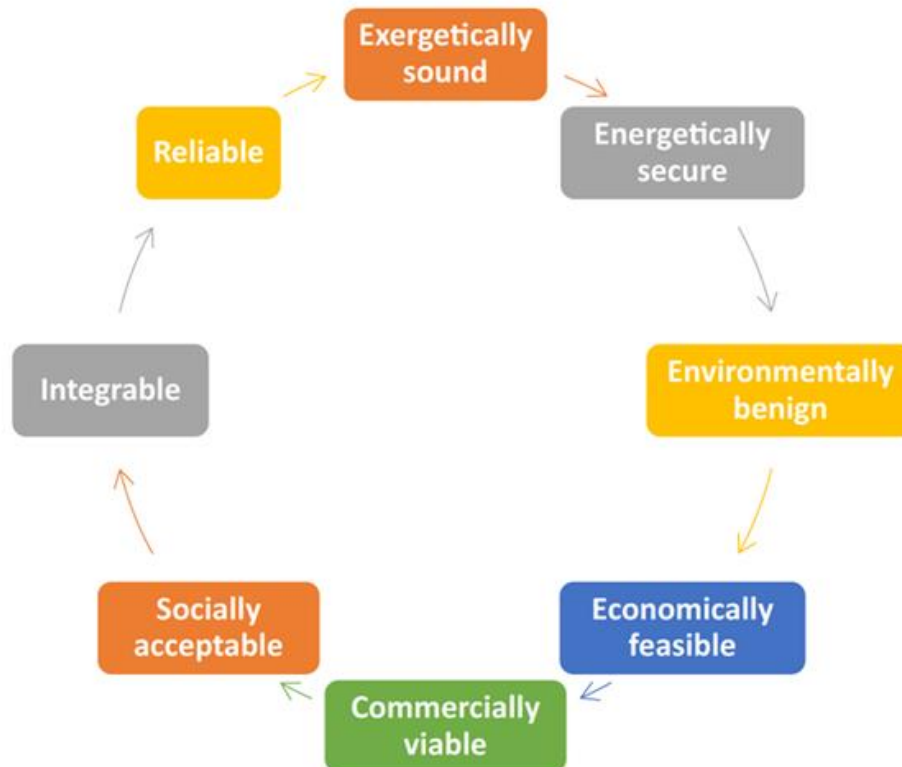 Exergetically
sound
Energetically
secure
Environmentally
benign
Economically
feasible
Commercially
viable
Socially
acceptable
Integrable
Reliable